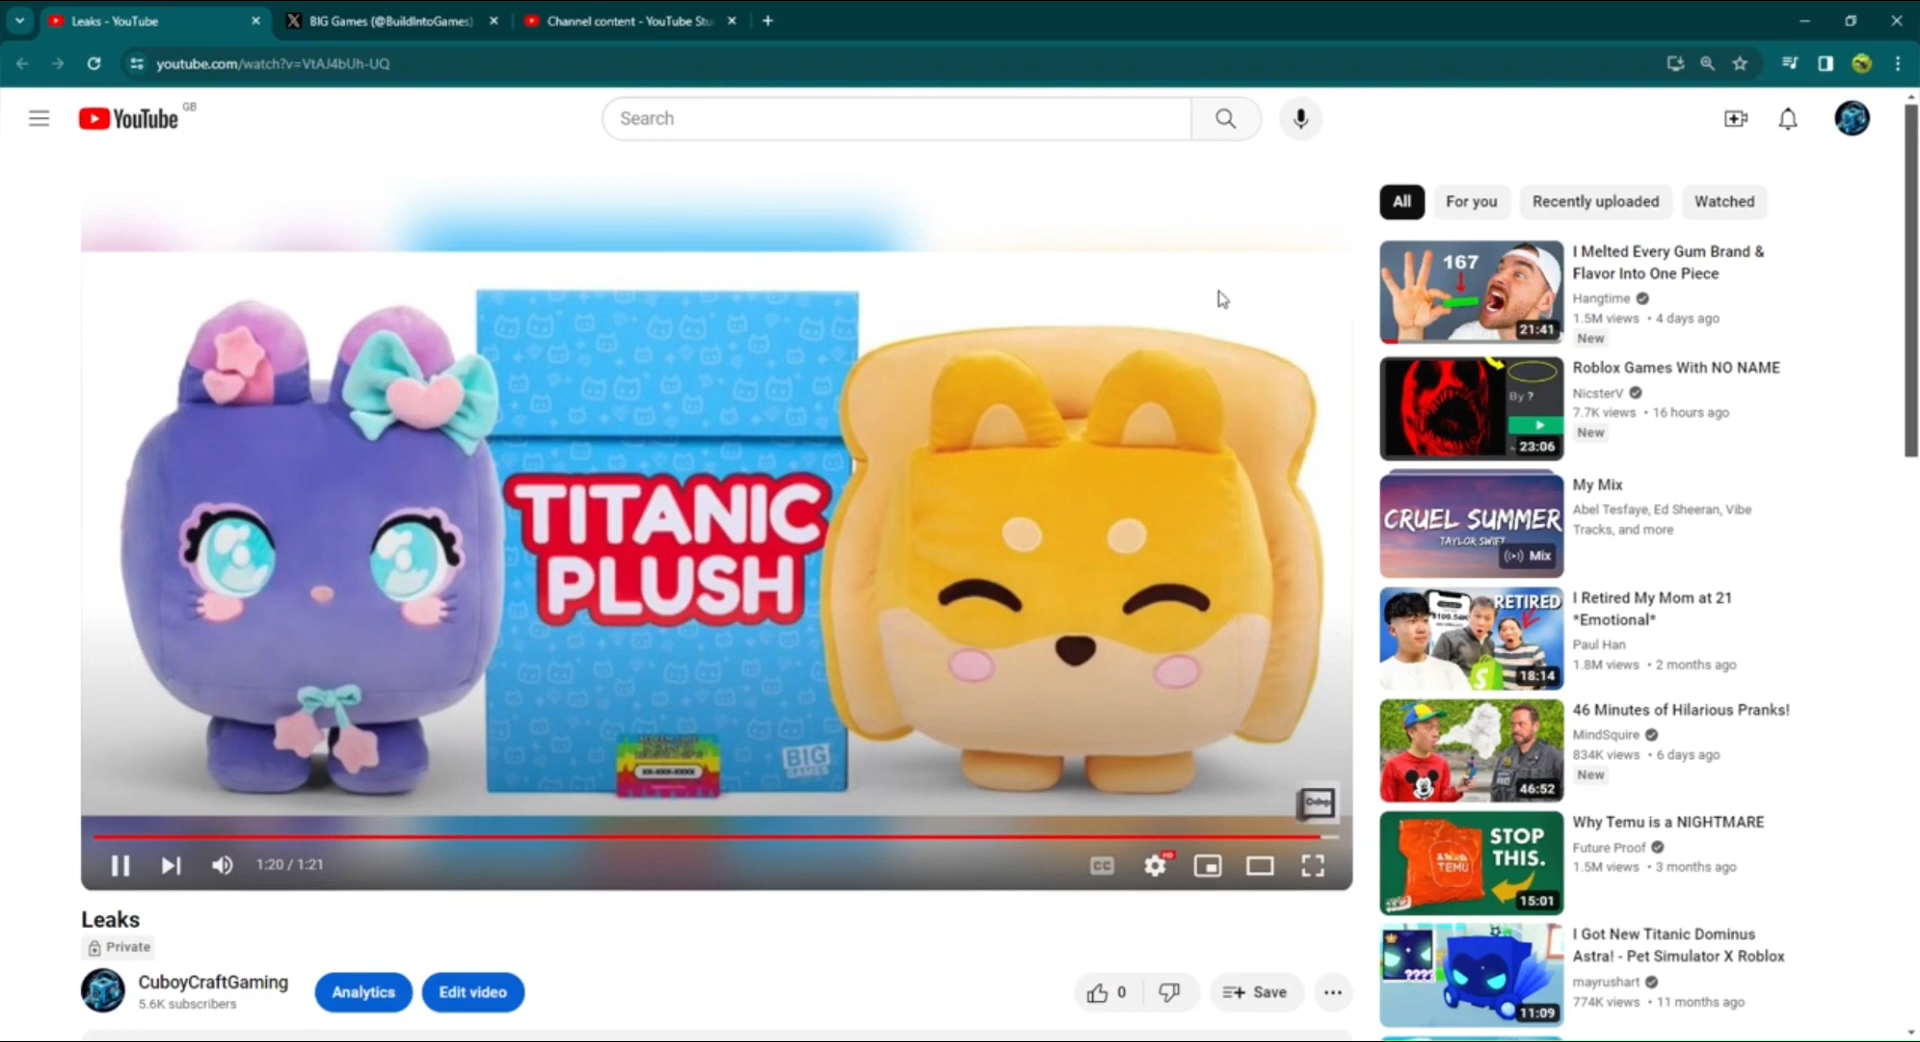 Leaks - YouTube
BIG Games (@BuildIntoGames)
Channel content - YouTube Stu
youtube.com/watch?v=VtAJ4bUh-UQ
YouTube GB
Search
All
For you
Recently uploaded
Watched
TITANIC
PLUSH
BIG
GAMES
1:20 / 1:21
CC
HD
Leaks
Private
CuboyCraftGaming
5.6K subscribers
Analytics
Edit video
0
Save
167
21:41
I Melted Every Gum Brand &
Flavor Into One Piece
Hangtime
1.5M views • 4 days ago
New
By ?
23:06
Roblox Games With NO NAME
NicsterV
7.7K views • 16 hours ago
New
CRUEL SUMMER
TAYLOR SWIFT
Mix
My Mix
Abel Tesfaye, Ed Sheeran, Vibe
Tracks, and more
RETIRED
18:14
I Retired My Mom at 21
*Emotional*
Paul Han
1.8M views • 2 months ago
46:52
46 Minutes of Hilarious Pranks!
MindSquire
834K views • 6 days ago
New
STOP
THIS.
TEMU
15:01
Why Temu is a NIGHTMARE
Future Proof
1.5M views • 3 months ago
????
11:09
I Got New Titanic Dominus
Astra! - Pet Simulator X Roblox
mayrushart
774K views • 11 months ago